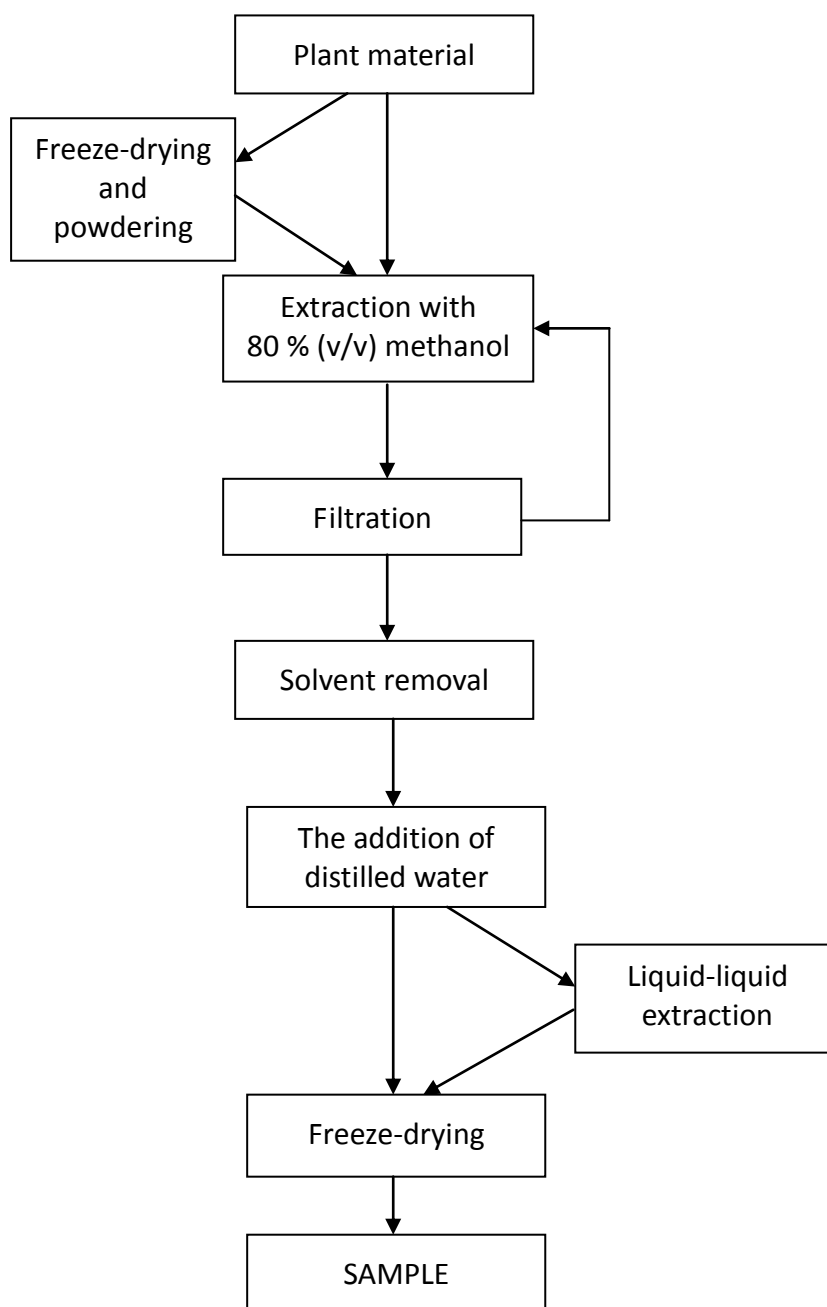 Plant material
Freeze-drying
and
powdering
Extraction with
80 % (v/v) methanol
Filtration
Solvent removal
The addition of
distilled water
Liquid-liquid
extraction
Freeze-drying
SAMPLE